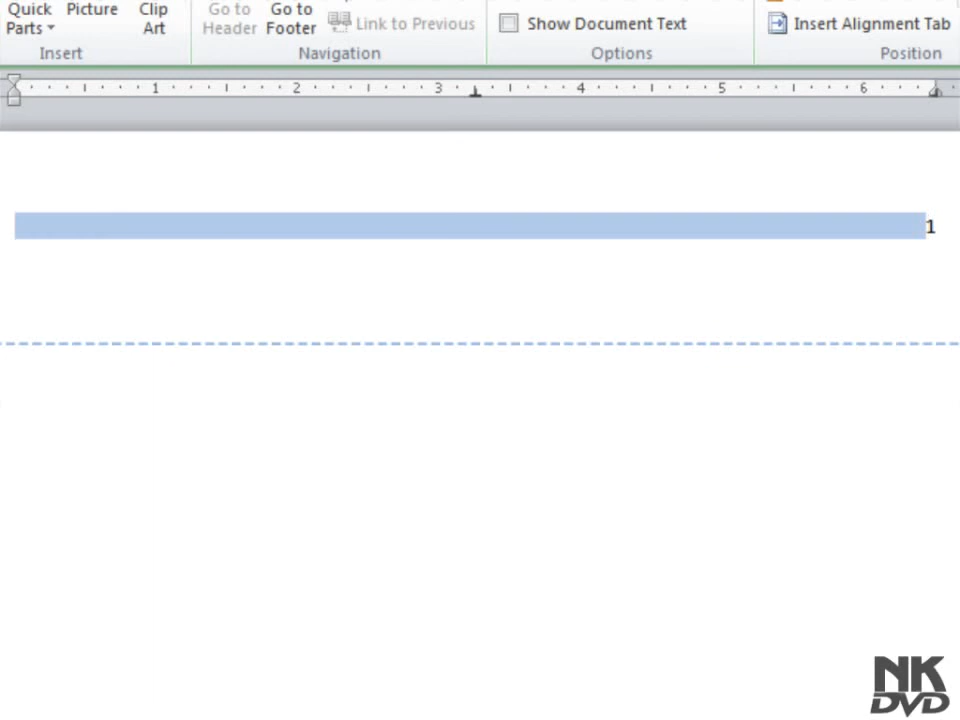 Quick Parts
Picture
Clip Art
Go to Header
Go to Footer
Link to Previous
Show Document Text
Insert Alignment Tab
Insert
Navigation
Options
Position
1 2 3 4 5 6
1
NK
DVD